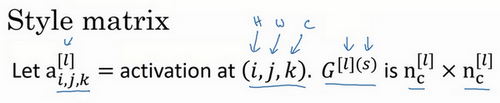 Style matrix
H W C
Let a[l]i,j,k = activation at (i, j, k). G[l](s) is n[l]c × n[l]c